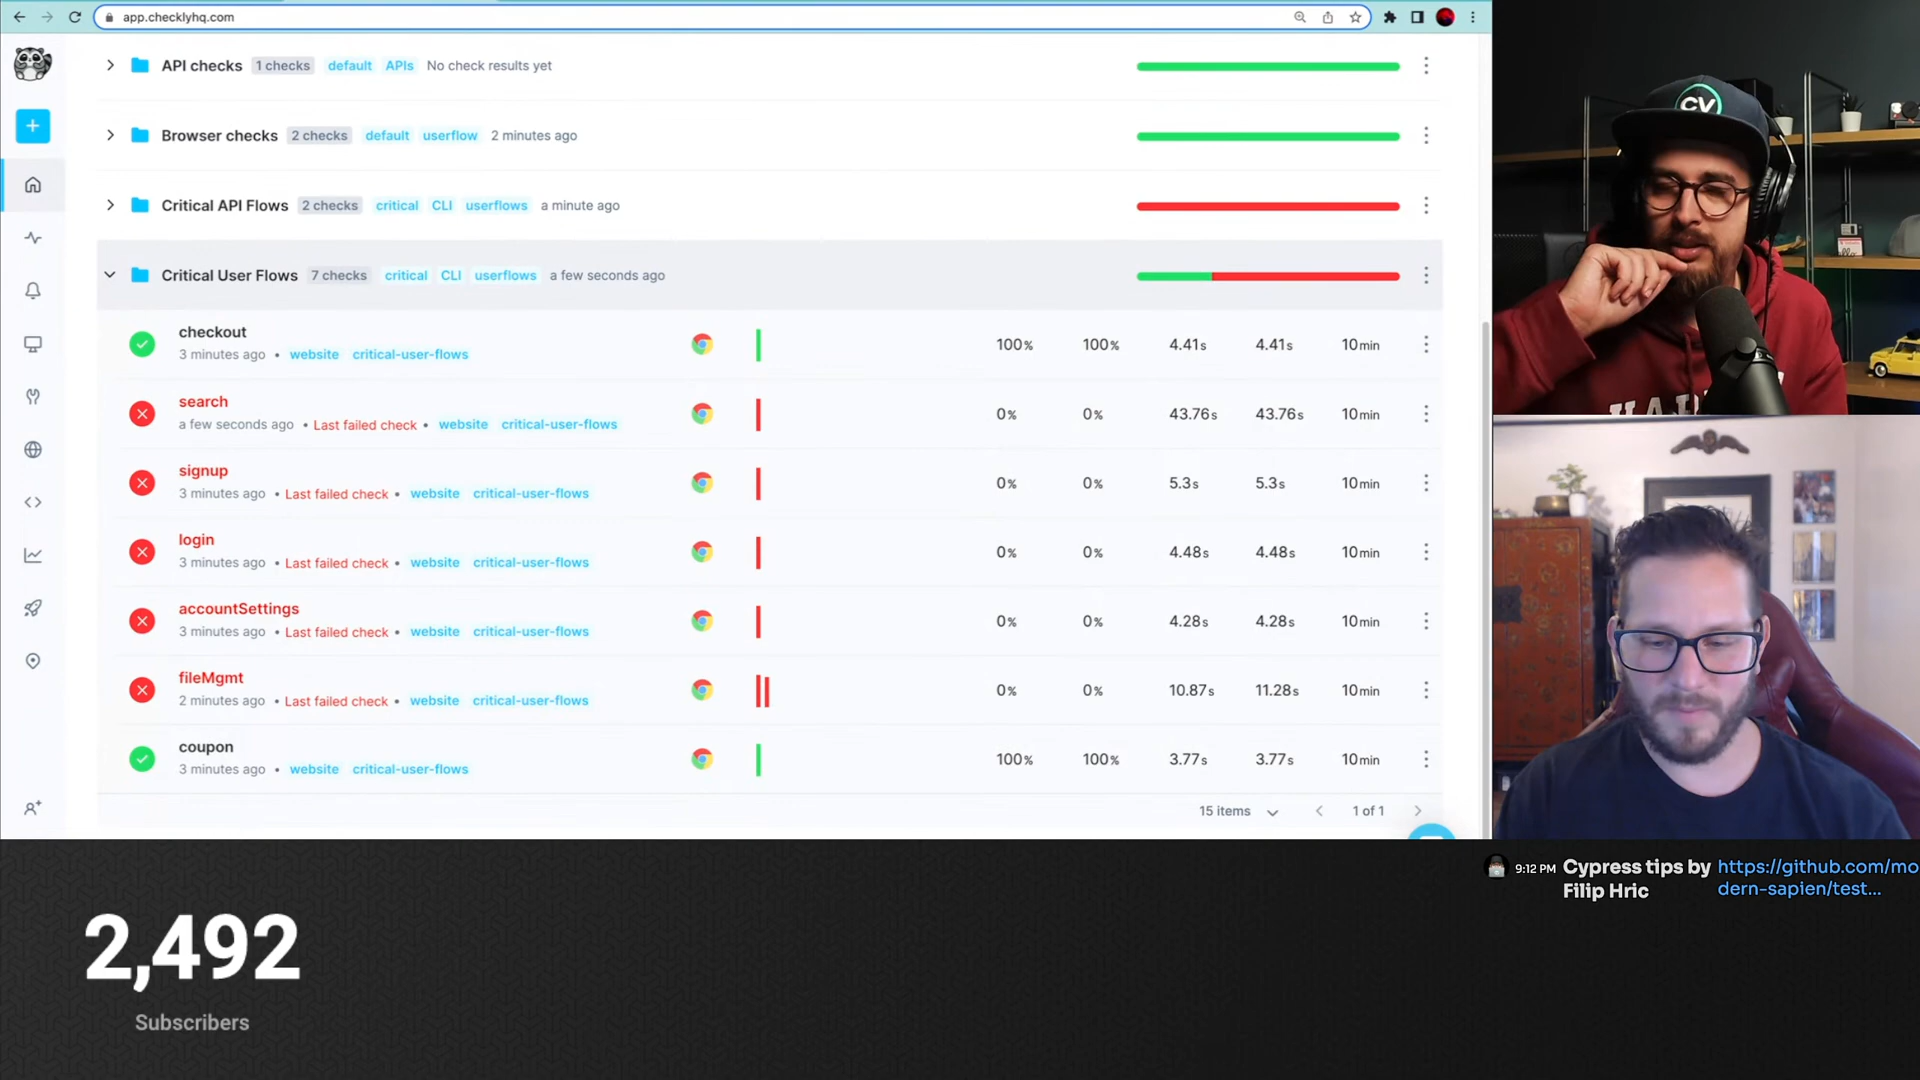 app.checklyhq.com
API checks 1 checks default APIs No check results yet
Browser checks 2 checks default userflow 2 minutes ago
Critical API Flows 2 checks critical CLI userflows a minute ago
Critical User Flows 7 checks critical CLI userflows a few seconds ago
checkout
3 minutes ago • website critical-user-flows
100% 100% 4.41s 4.41s 10min
search
a few seconds ago • Last failed check • website critical-user-flows
0% 0% 43.76s 43.76s 10min
signup
3 minutes ago • Last failed check • website critical-user-flows
0% 0% 5.3s 5.3s 10min
login
3 minutes ago • Last failed check • website critical-user-flows
0% 0% 4.48s 4.48s 10min
accountSettings
3 minutes ago • Last failed check • website critical-user-flows
0% 0% 4.28s 4.28s 10min
fileMgmt
2 minutes ago • Last failed check • website critical-user-flows
0% 0% 10.87s 11.28s 10min
coupon
3 minutes ago • website critical-user-flows
100% 100% 3.77s 3.77s 10min
15 items 1 of 1
CV
9:12 PM Cypress tips by Filip Hric
https://github.com/mo
dern-sapien/test...
2,492
Subscribers